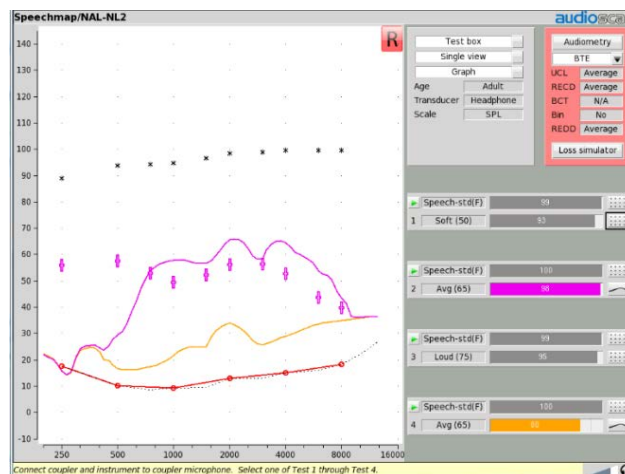 Speechmap/NAL-NL2
audioscan
R
140
130
120
110
100
90
80
70
60
50
40
30
20
10
0
-10
250
500
1000
2000
4000
8000
16000
Test box
Single view
Graph
Age Adult
Transducer Headphone
Scale SPL
Audiometry
BTE
UCL Average
RECD Average
BCT N/A
Bin No
REDD Average
Loss simulator
Speech-std(F) 99
1 Soft (50) 93
Speech-std(F) 100
2 Avg (65) 98
Speech-std(F) 99
3 Loud (75) 95
Speech-std(F) 100
4 Avg (65)
Connect coupler and instrument to coupler microphone. Select one of Test 1 through Test 4.